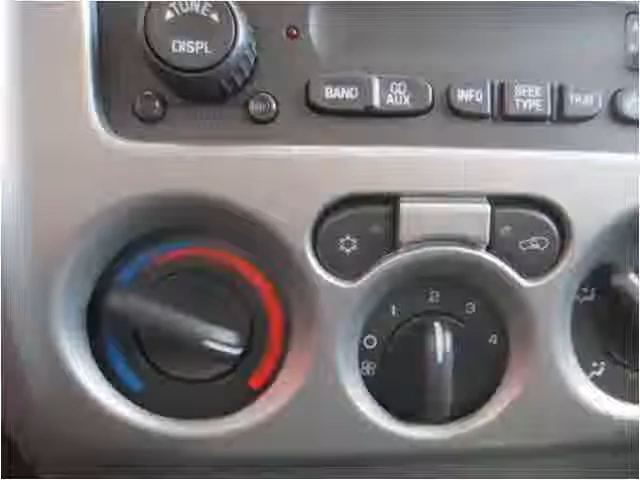 TUNE
DISPL
BAND
CD AUX
INFO
SEEK TYPE
1 2 3 4